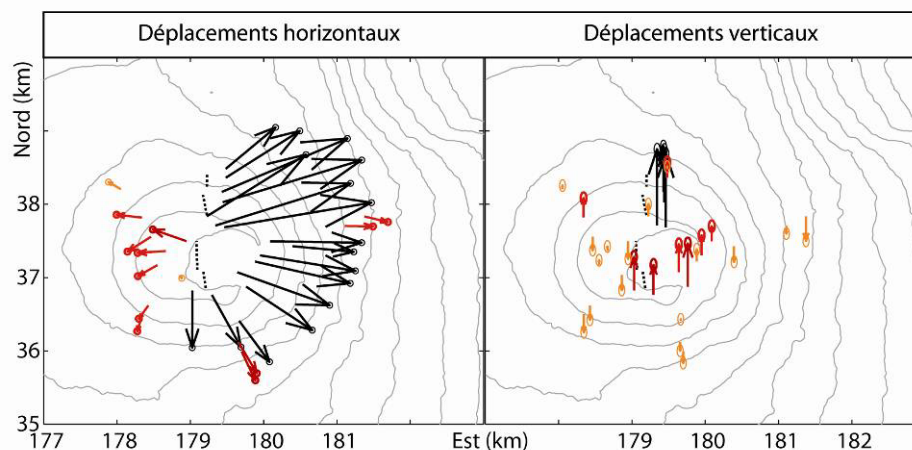 Déplacements horizontaux Déplacements verticaux
Nord (km)
38
37
36
35
177 178 179 180 181 Est (km) 179 180 181 182